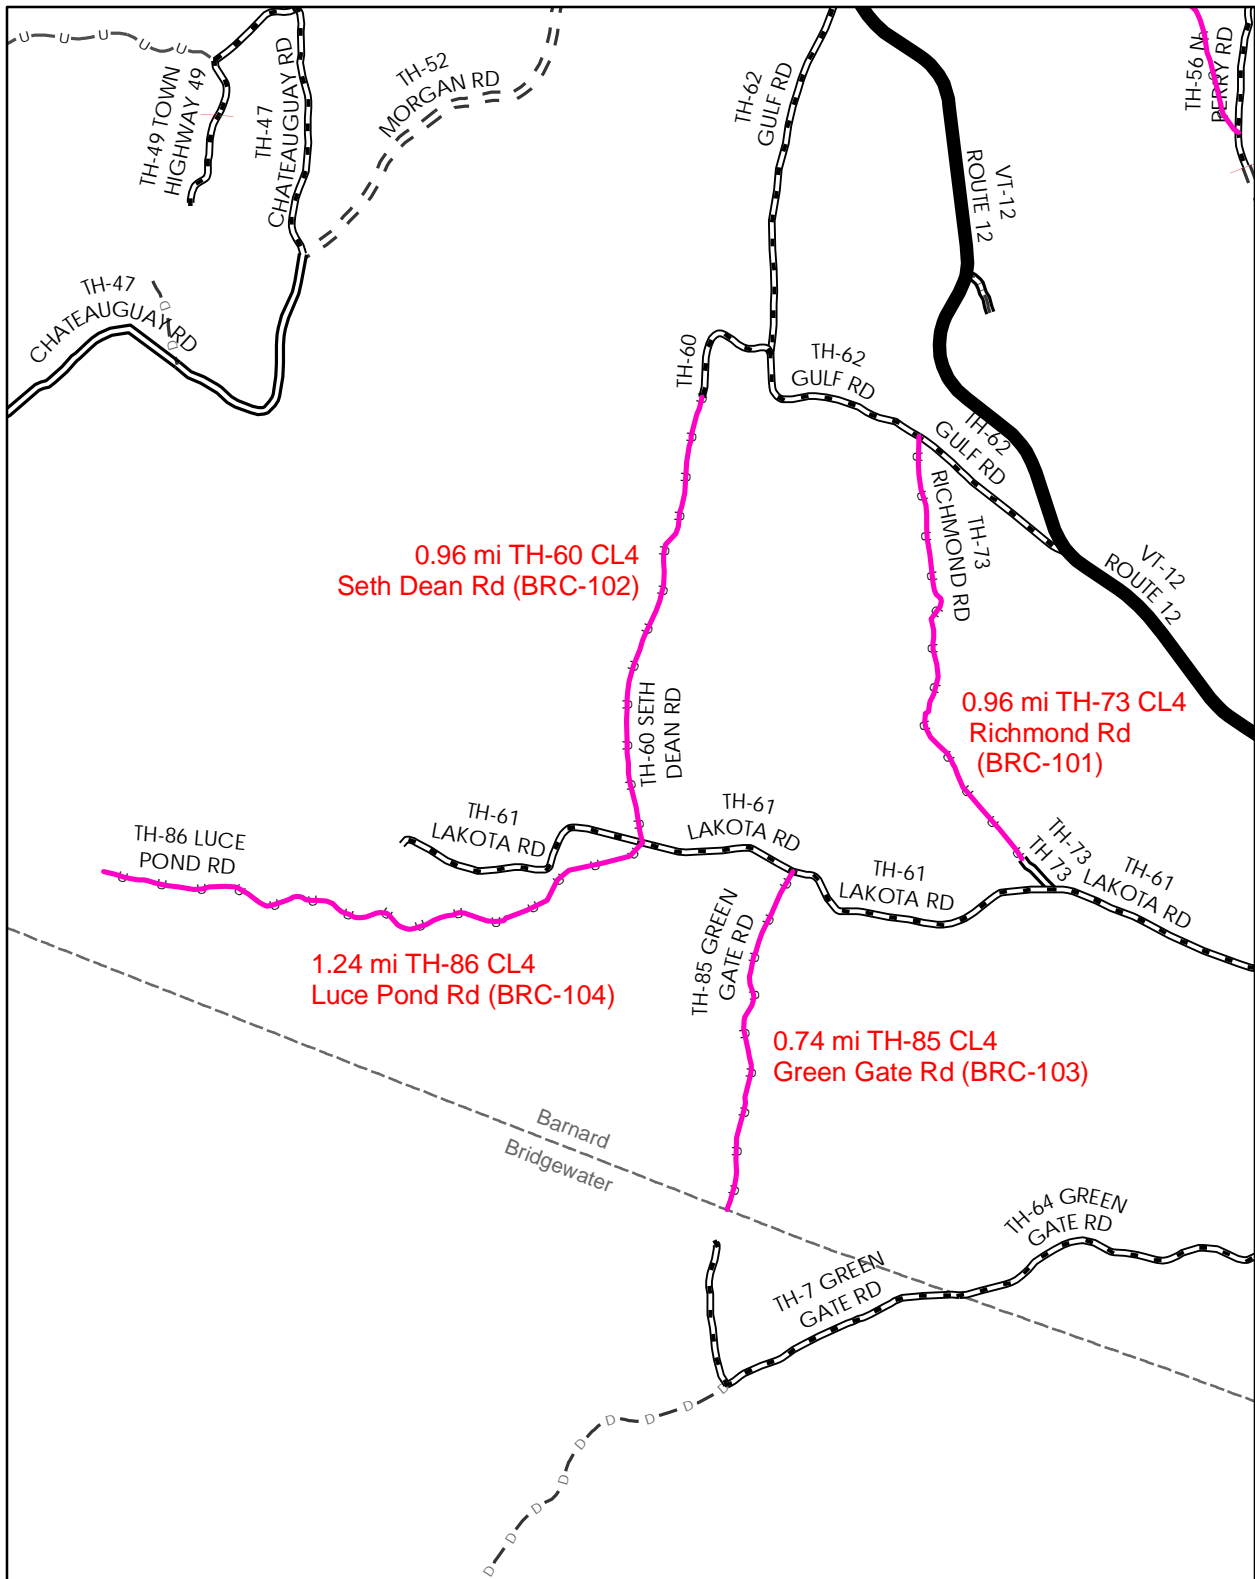 TH-49 TOWN
HIGHWAY 49
TH-47
CHATEAUGUAY RD
TH-52
MORGAN RD
TH-62
GULF RD
VT-12
ROUTE 12
TH-56 N
PERRY RD
TH-47
CHATEAUGUAY RD
TH-60
TH-62
GULF RD
TH-62
GULF RD
TH-73
RICHMOND RD
VT-12
ROUTE 12
0.96 mi TH-60 CL4
Seth Dean Rd (BRC-102)
TH-60 SETH
DEAN RD
0.96 mi TH-73 CL4
Richmond Rd
(BRC-101)
TH-86 LUCE
POND RD
TH-61
LAKOTA RD
TH-61
LAKOTA RD
TH-61
LAKOTA RD
TH-73
TH 73
TH-61
LAKOTA RD
1.24 mi TH-86 CL4
Luce Pond Rd (BRC-104)
TH-85 GREEN
GATE RD
0.74 mi TH-85 CL4
Green Gate Rd (BRC-103)
Barnard
Bridgewater
TH-64 GREEN
GATE RD
TH-7 GREEN
GATE RD